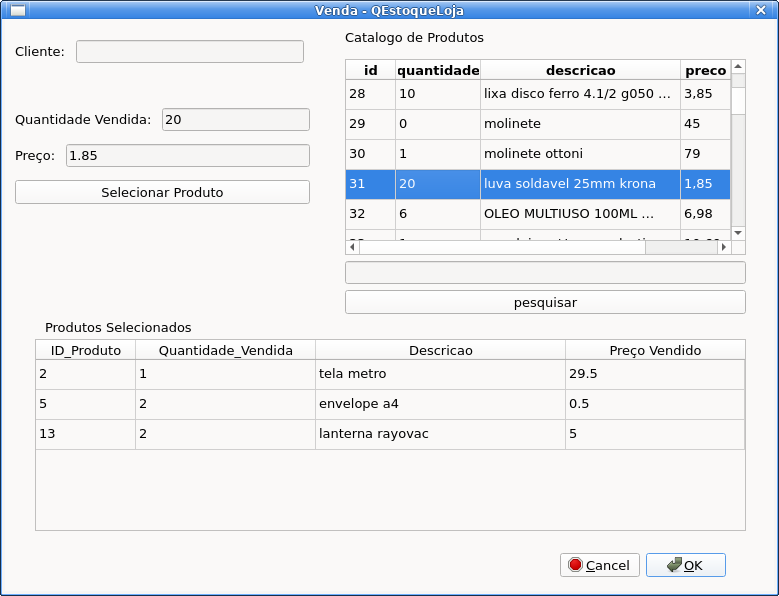 Venda - QEstoqueLoja
Cliente:
Quantidade Vendida: 20
Preço: 1.85
Selecionar Produto
Catalogo de Produtos
id quantidade descricao preco
28 10 lixa disco ferro 4.1/2 g050 ... 3,85
29 0 molinete 45
30 1 molinete ottoni 79
31 20 luva soldavel 25mm krona 1,85
32 6 OLEO MULTIUSO 100ML ... 6,98
pesquisar
Produtos Selecionados
ID_Produto Quantidade_Vendida Descricao Preço Vendido
2 1 tela metro 29.5
5 2 envelope a4 0.5
13 2 lanterna rayovac 5
Cancel OK